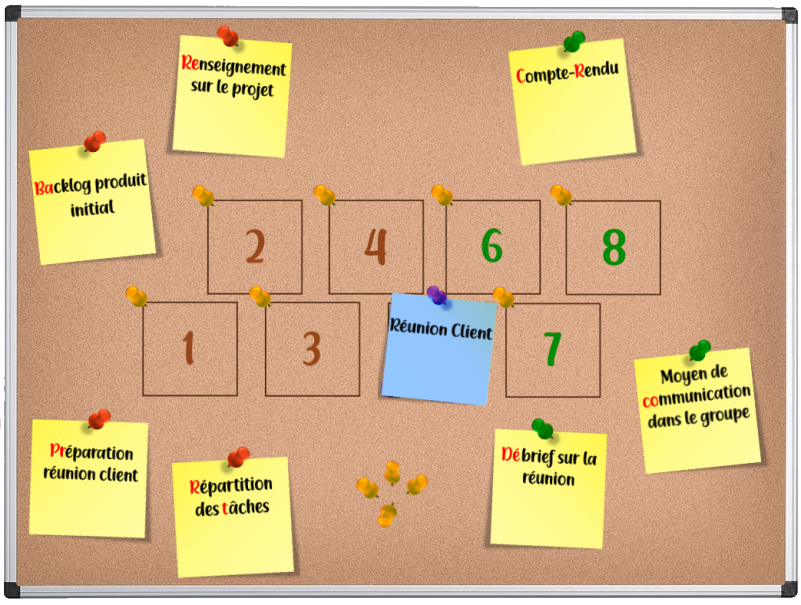 Renseignement
sur le projet
Compte-Rendu
Backlog produit
initial
2
4
6
8
1
3
Réunion Client
7
Moyen de
communication
dans le groupe
Préparation
réunion client
Répartition
des tâches
Débrief sur la
réunion